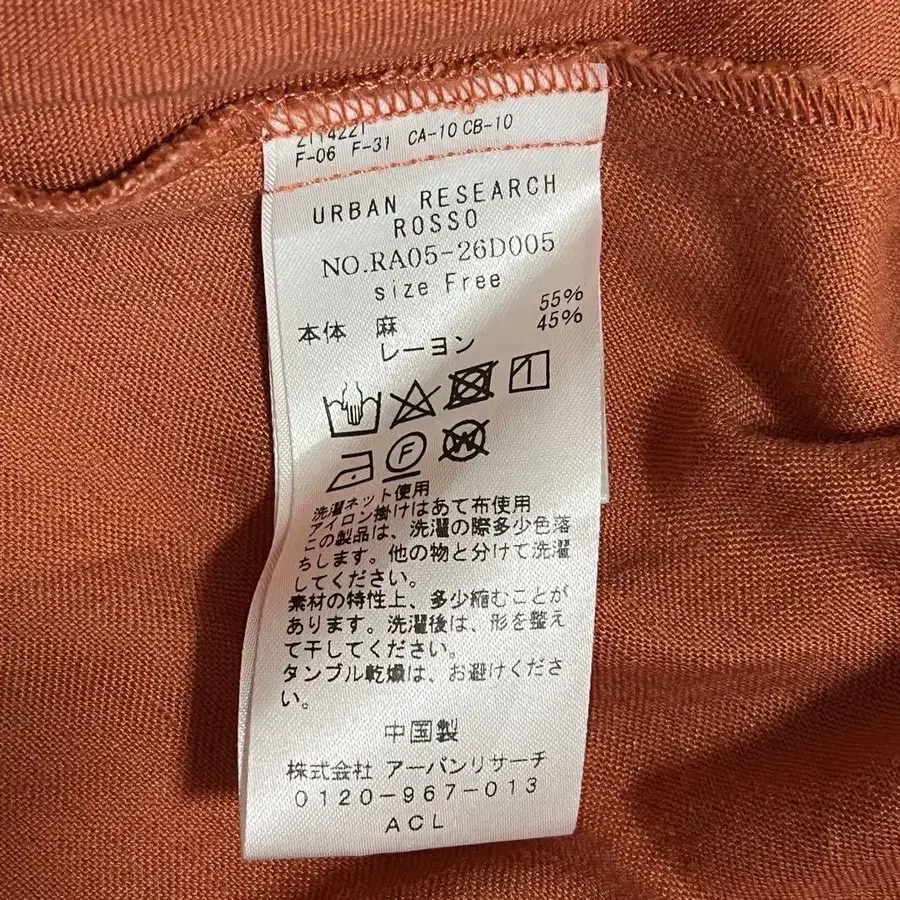 2114221
F-06 F-31 CA-10 CB-10
URBAN RESEARCH
ROSSO
NO.RA05-26D005
size Free
本体 麻 55%
レーヨン 45%
F
W
洗濯ネット使用
アイロン掛けはあて布使用
この製品は、洗濯の際多少色落
ちします。他の物と分けて洗濯
してください。
素材の特性上、多少縮むことが
あります。洗濯後は、形を整え
て干してください。
タンブル乾燥は、お避けくださ
い。
中国製
株式会社 アーバンリサーチ
0120-967-013
ACL